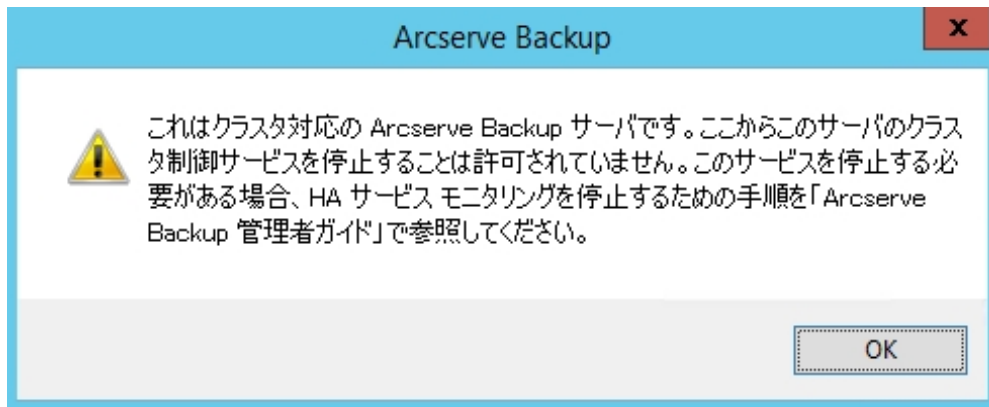 Arcserve Backup
x
これはクラスタ対応の Arcserve Backup サーバです。ここからこのサーバのクラス
タ制御サービスを停止することは許可されていません。このサービスを停止する必
要がある場合、HA サービス モニタリングを停止するための手順を「Arcserve
Backup 管理者ガイド」で参照してください。
OK